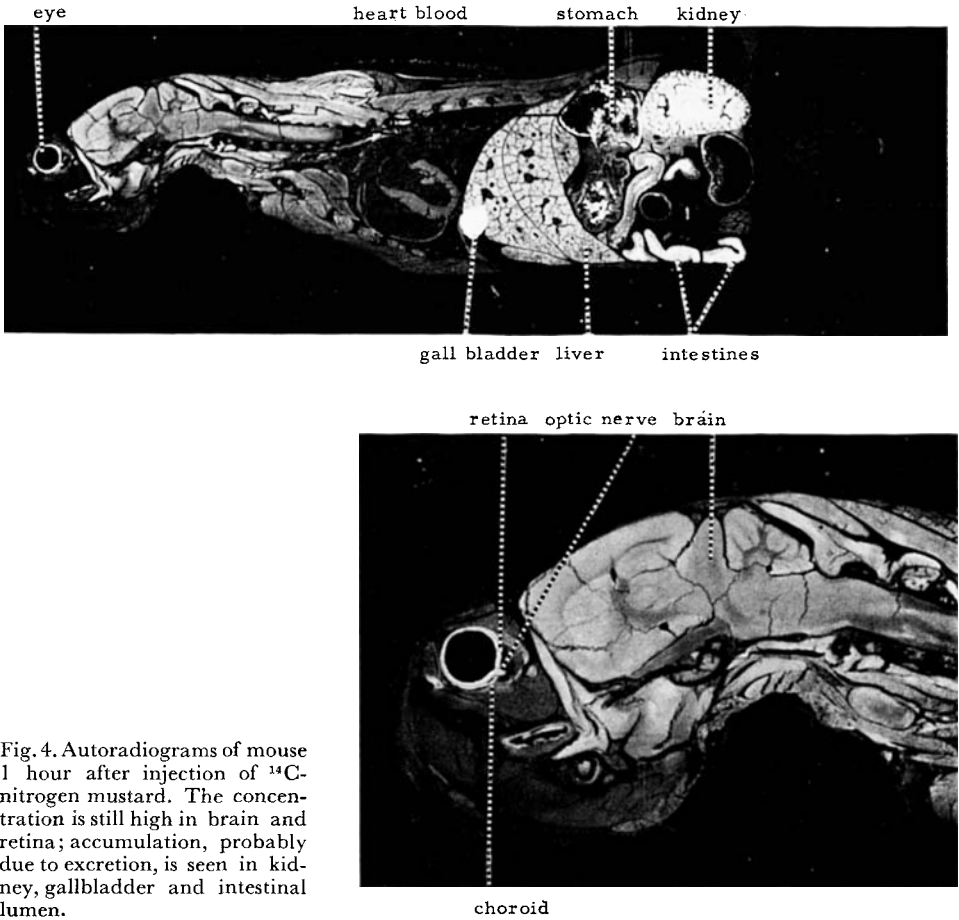 eye heart blood stomach kidney
gall bladder liver intestines
retina optic nerve brain
Fig. 4. Autoradiograms of mouse
1 hour after injection of ¹⁴C-
nitrogen mustard. The concen-
tration is still high in brain and
retina; accumulation, probably
due to excretion, is seen in kid-
ney, gallbladder and intestinal
lumen.
choroid